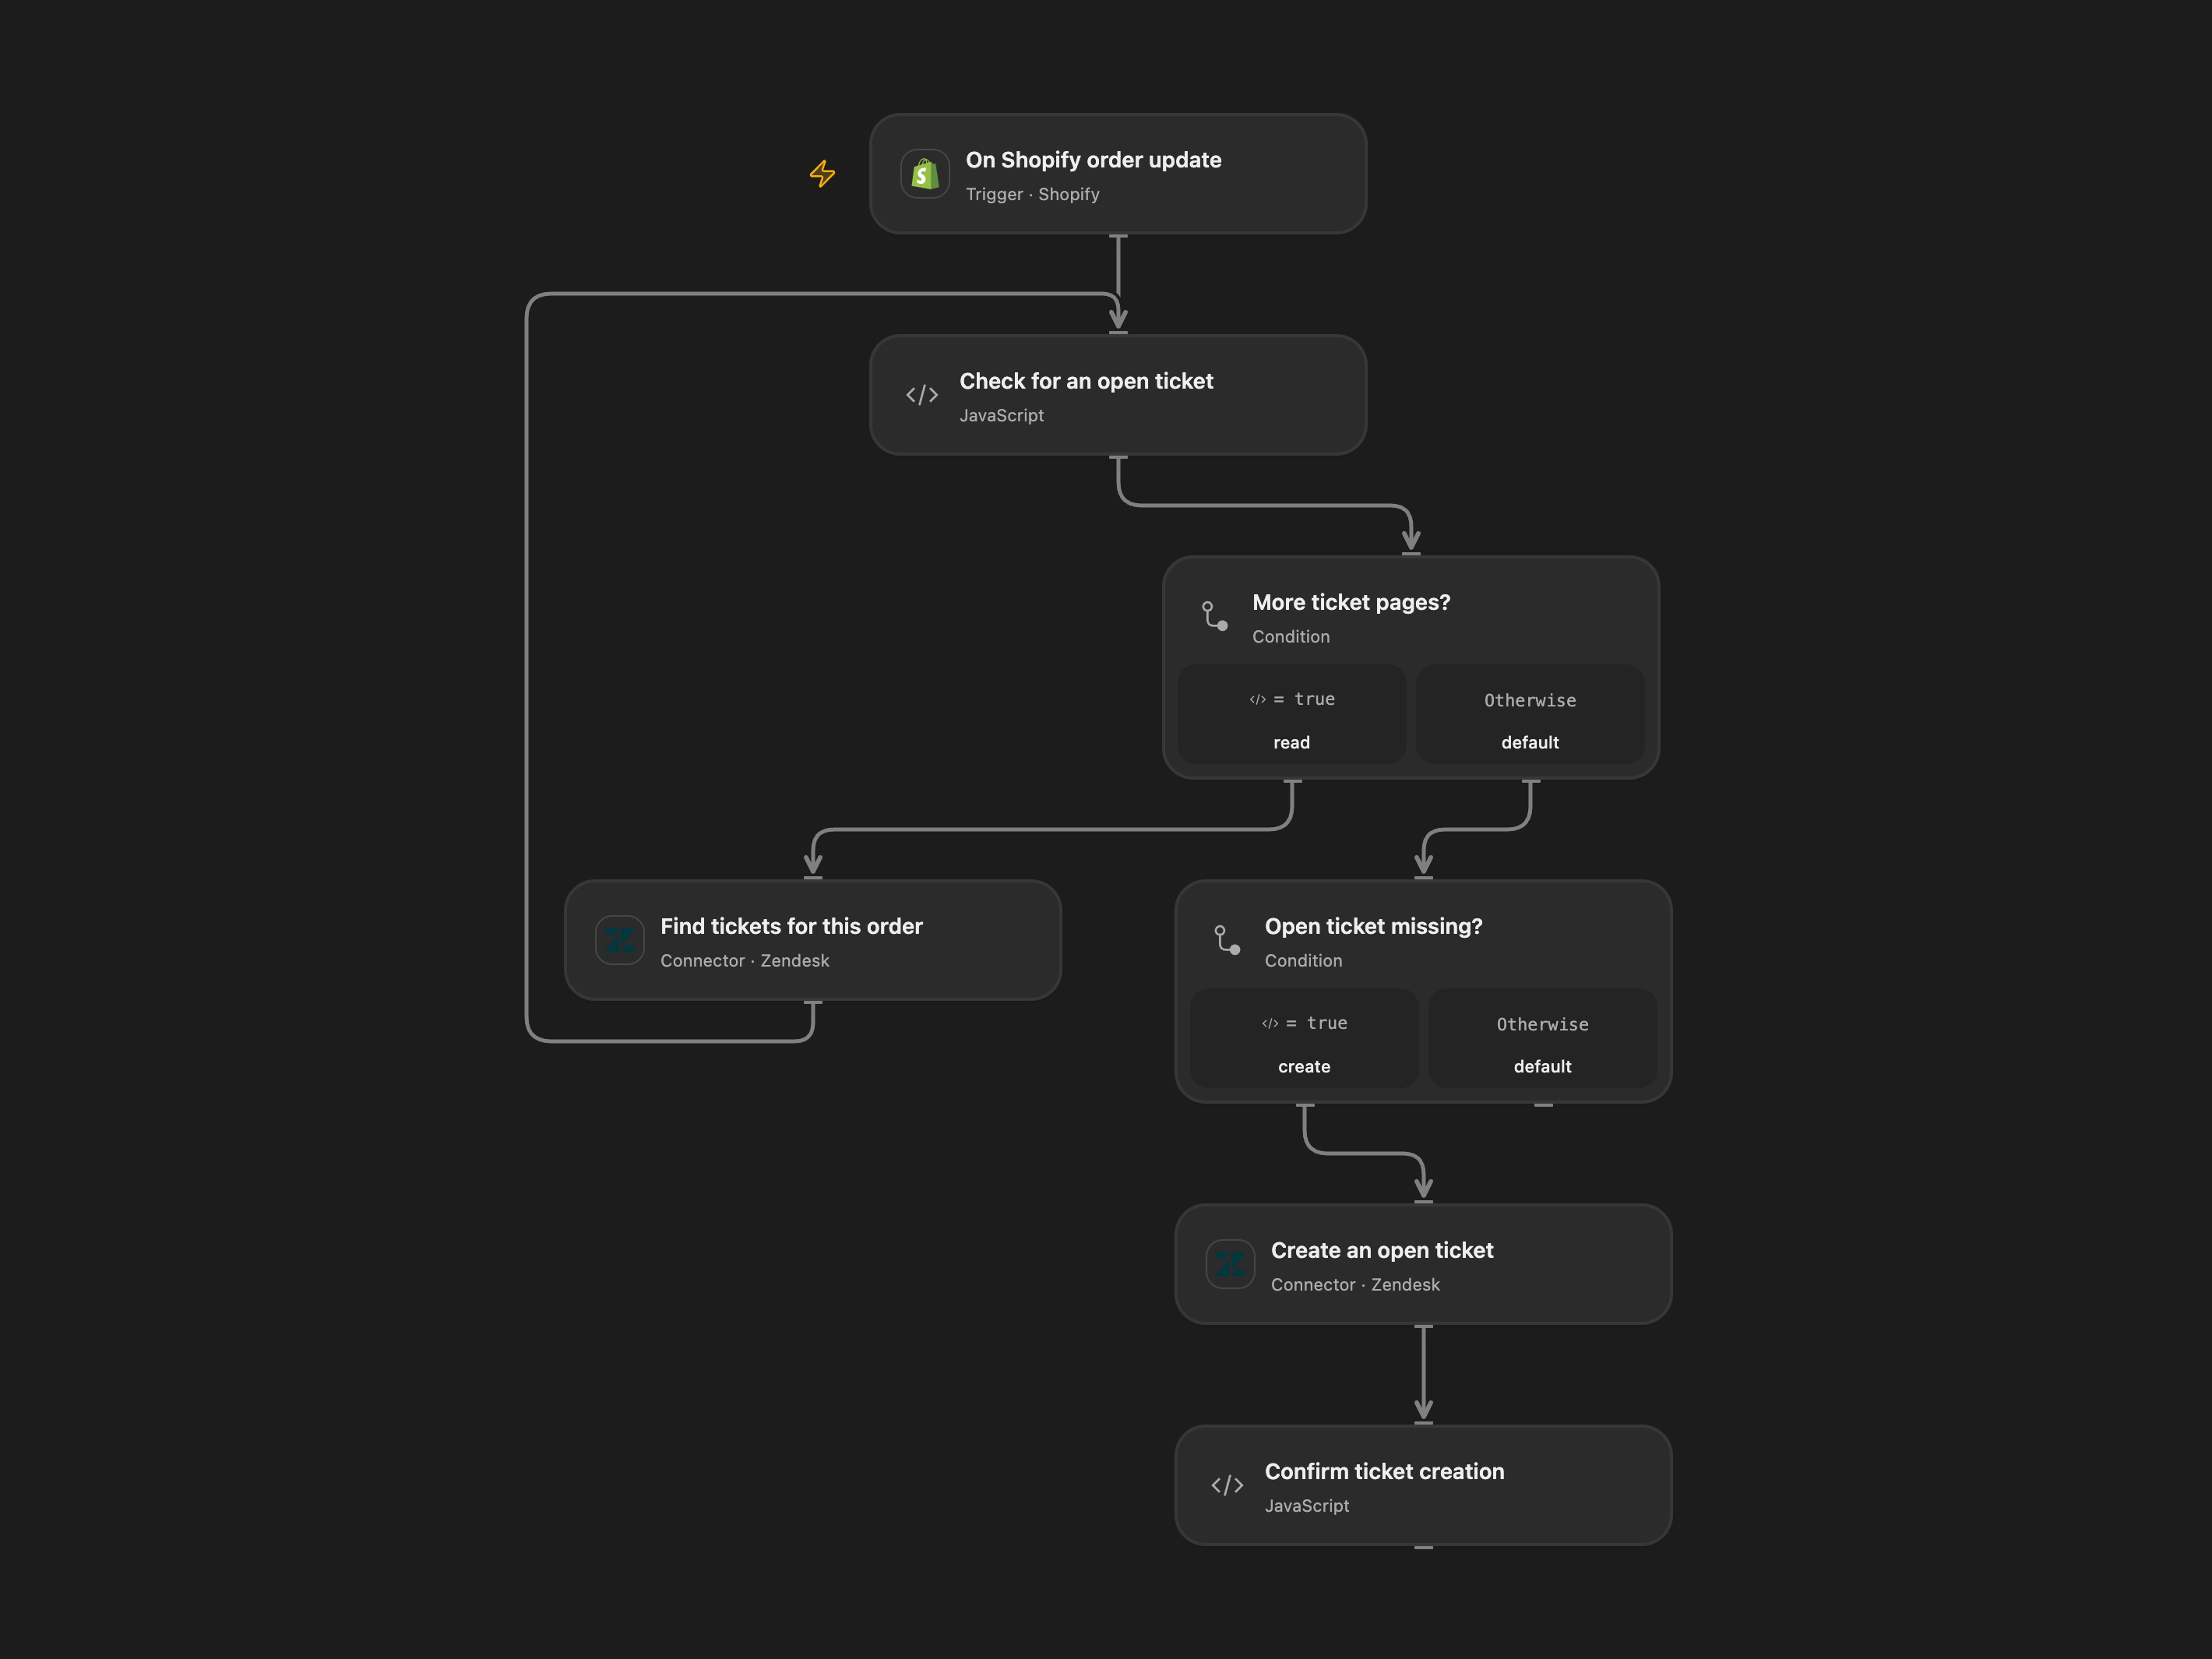 On Shopify order update
Trigger · Shopify
Check for an open ticket
JavaScript
More ticket pages?
Condition
</> = true
Otherwise
read
default
Find tickets for this order
Connector · Zendesk
Open ticket missing?
Condition
</> = true
Otherwise
create
default
Create an open ticket
Connector · Zendesk
Confirm ticket creation
JavaScript